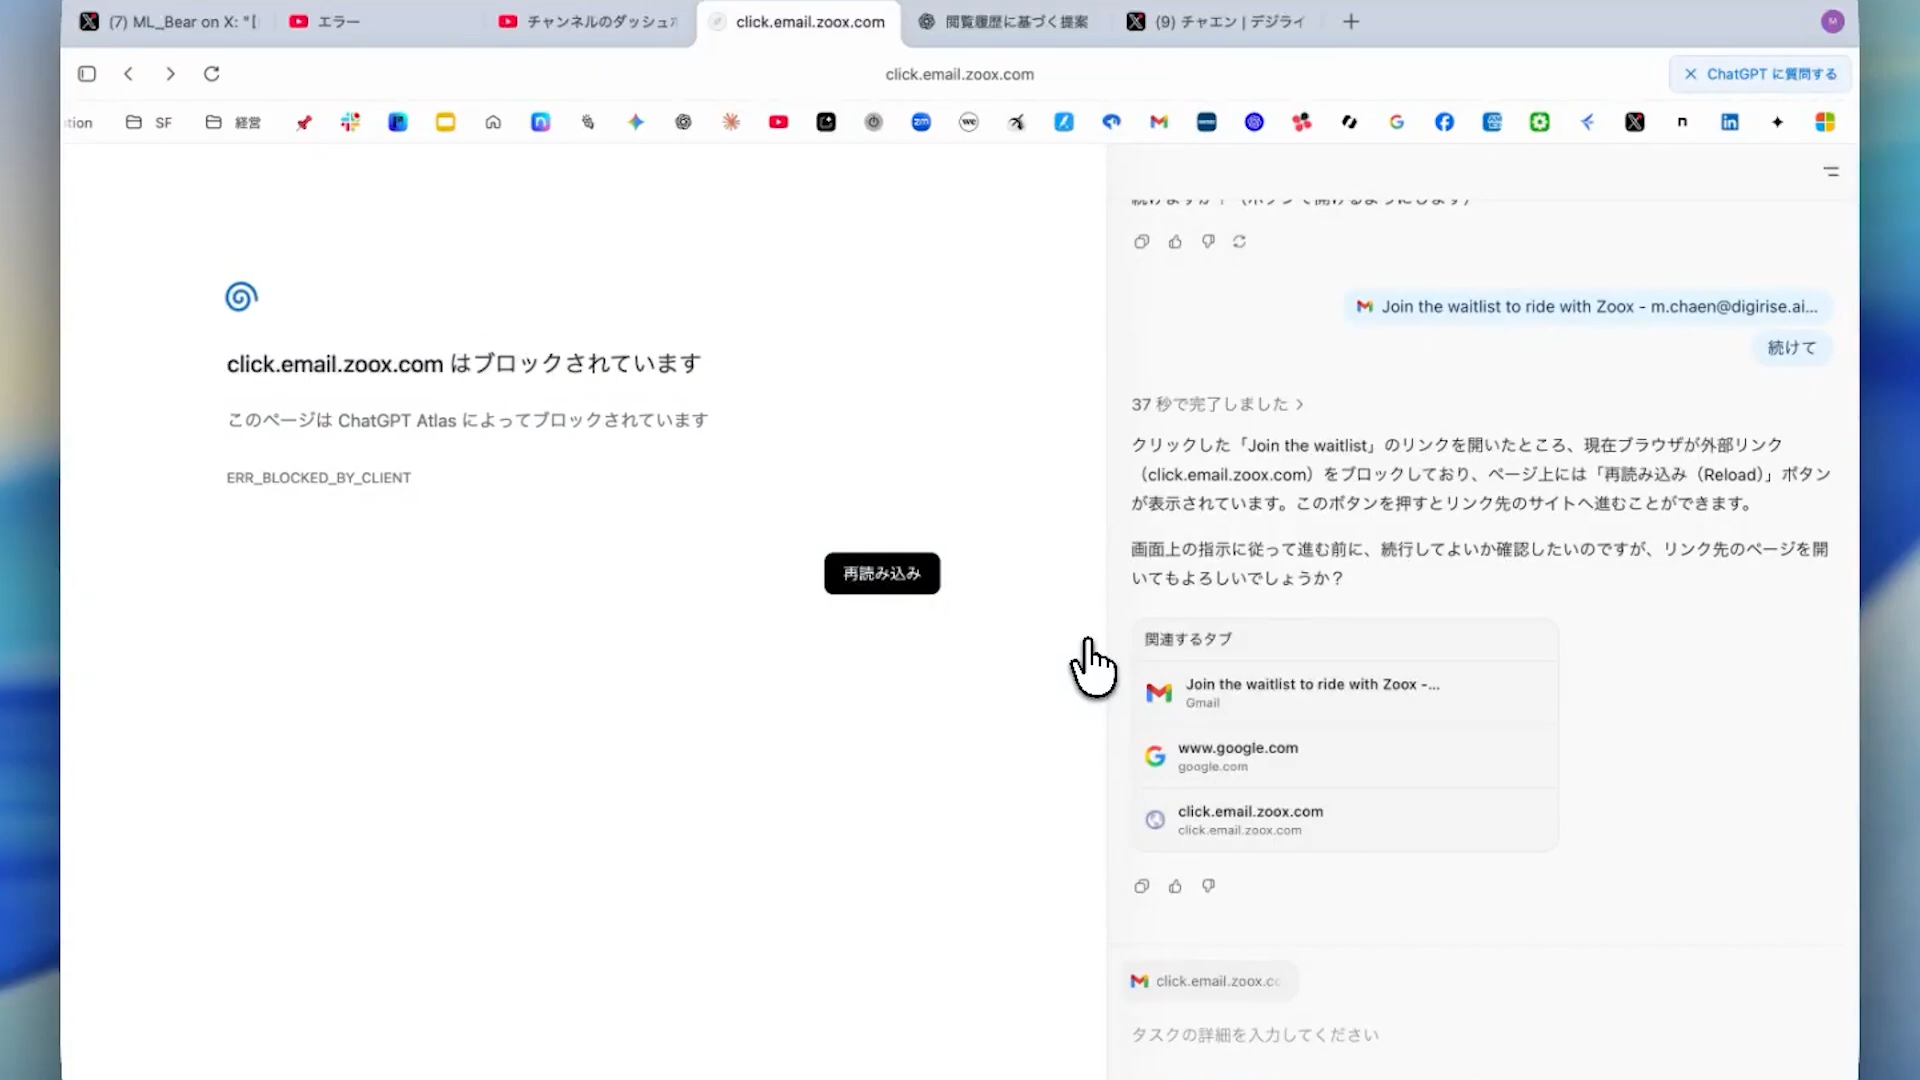 (7) ML_Bear on X: "[
エラー
チャンネルのダッシュボ
click.email.zoox.com
閲覧履歴に基づく提案
(9) チャエン | デジライ
M
click.email.zoox.com
ChatGPT に質問する
tion
SF
経営
click.email.zoox.com はブロックされています
このページは ChatGPT Atlas によってブロックされています
ERR_BLOCKED_BY_CLIENT
再読み込み
Join the waitlist to ride with Zoox - m.chaen@digirise.ai...
続けて
37 秒で完了しました
クリックした「Join the waitlist」のリンクを開いたところ、現在ブラウザが外部リンク
（click.email.zoox.com）をブロックしており、ページ上には「再読み込み（Reload）」ボタン
が表示されています。このボタンを押すとリンク先のサイトへ進むことができます。
画面上の指示に従って進む前に、続行してよいか確認したいのですが、リンク先のページを開
いてもよろしいでしょうか？
関連するタブ
Join the waitlist to ride with Zoox -...
Gmail
www.google.com
google.com
click.email.zoox.com
click.email.zoox.com
click.email.zoox.co
タスクの詳細を入力してください